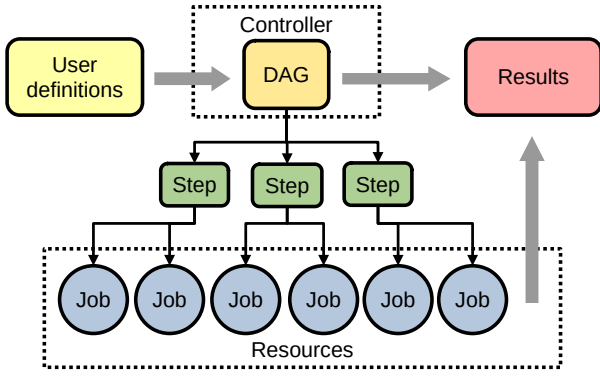 Controller
User
definitions
DAG
Results
Step
Step
Step
Job
Job
Job
Job
Job
Job
Resources